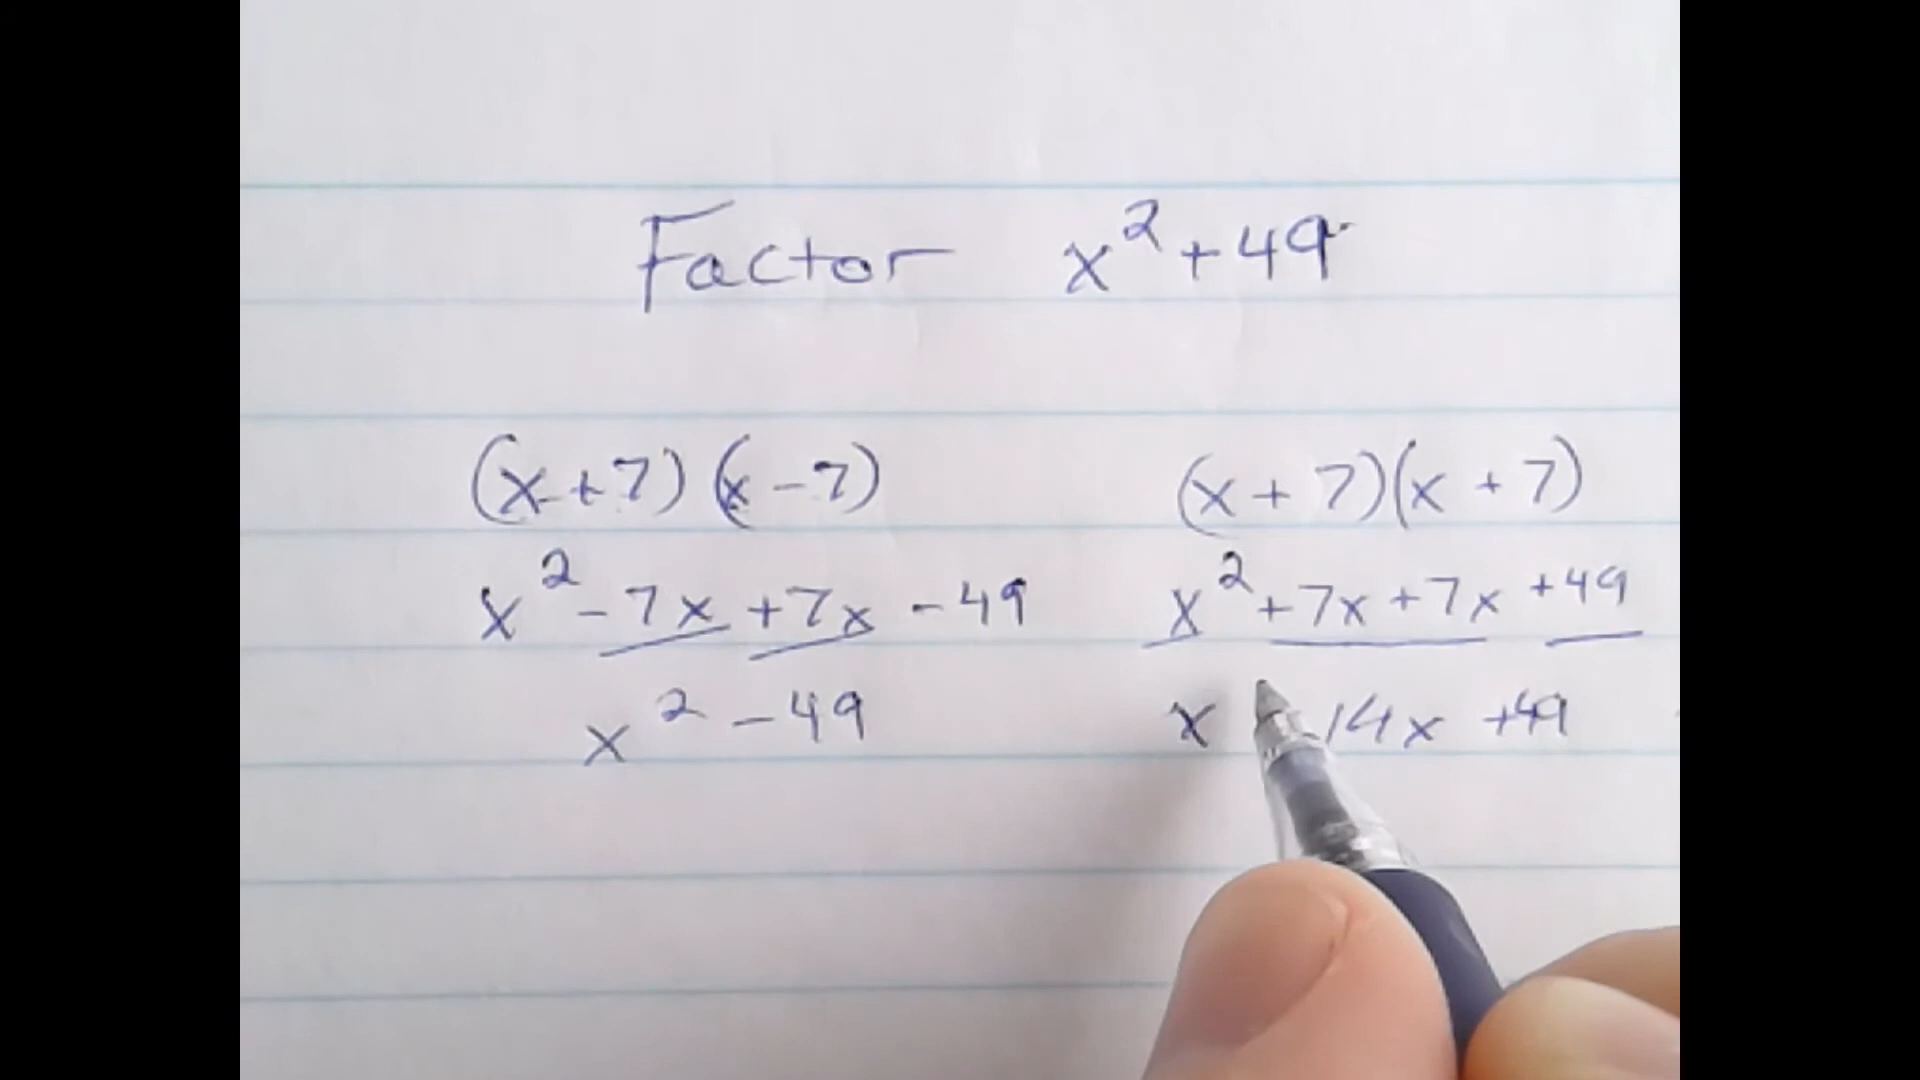 Factor x²+49
(x+7)(x-7) (x+7)(x+7)
x²-7x+7x-49 x²+7x+7x+49
x²-49 x 14x +49